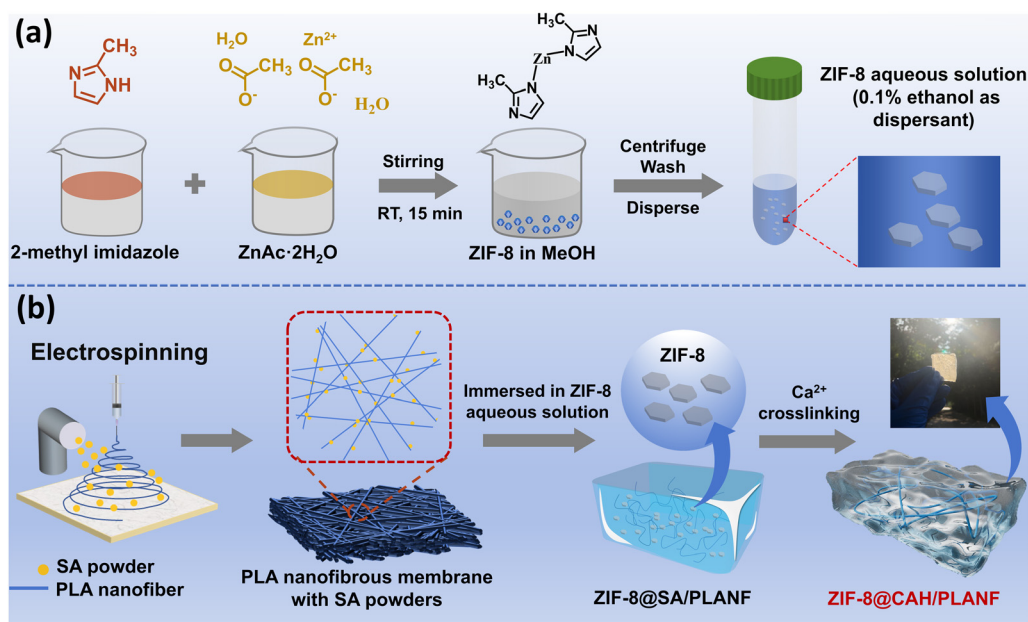 (a)
CH₃
N
NH
H₂O
Zn²⁺
O
CH₃
O⁻
O
CH₃
O⁻
H₂O
H₃C
N
N
Zn
H₃C
N
N
2-methyl imidazole
+
ZnAc·2H₂O
Stirring
RT, 15 min
ZIF-8 in MeOH
Centrifuge
Wash
Disperse
ZIF-8 aqueous solution
(0.1% ethanol as
dispersant)
(b)
Electrospinning
SA powder
PLA nanofiber
PLA nanofibrous membrane
with SA powders
Immersed in ZIF-8
aqueous solution
ZIF-8
ZIF-8@SA/PLANF
Ca²⁺
crosslinking
ZIF-8@CAH/PLANF